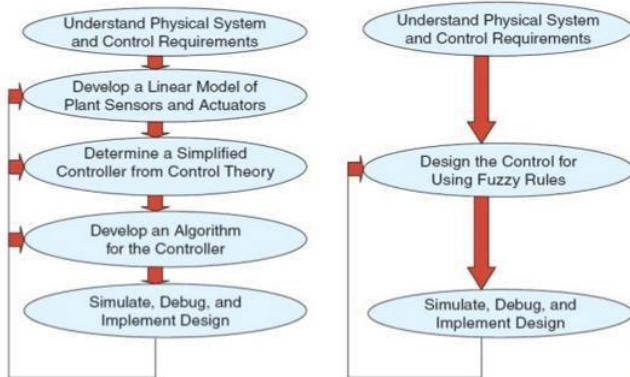 Understand Physical System
and Control Requirements
Develop a Linear Model of
Plant Sensors and Actuators
Determine a Simplified
Controller from Control Theory
Develop an Algorithm
for the Controller
Simulate, Debug, and
Implement Design
Understand Physical System
and Control Requirements
Design the Control for
Using Fuzzy Rules
Simulate, Debug, and
Implement Design